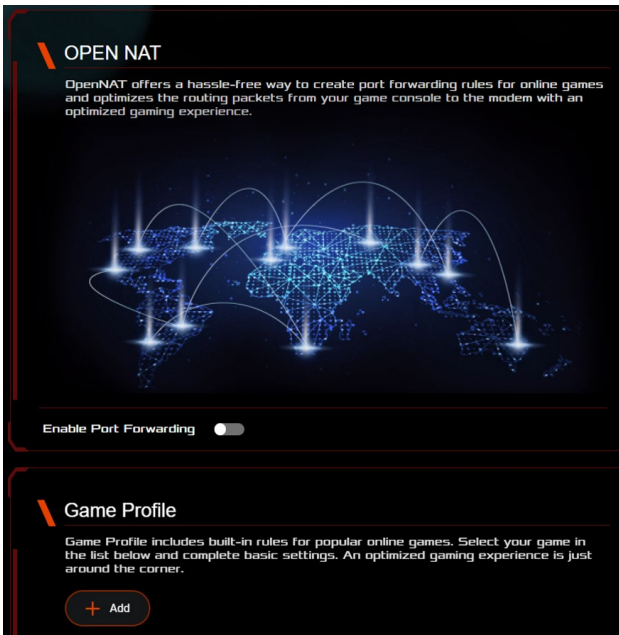 OPEN NAT
OpenNAT offers a hassle-free way to create port forwarding rules for online games
and optimizes the routing packets from your game console to the modem with an
optimized gaming experience.
Enable Port Forwarding
Game Profile
Game Profile includes built-in rules for popular online games. Select your game in
the list below and complete basic settings. An optimized gaming experience is just
around the corner.
+ Add